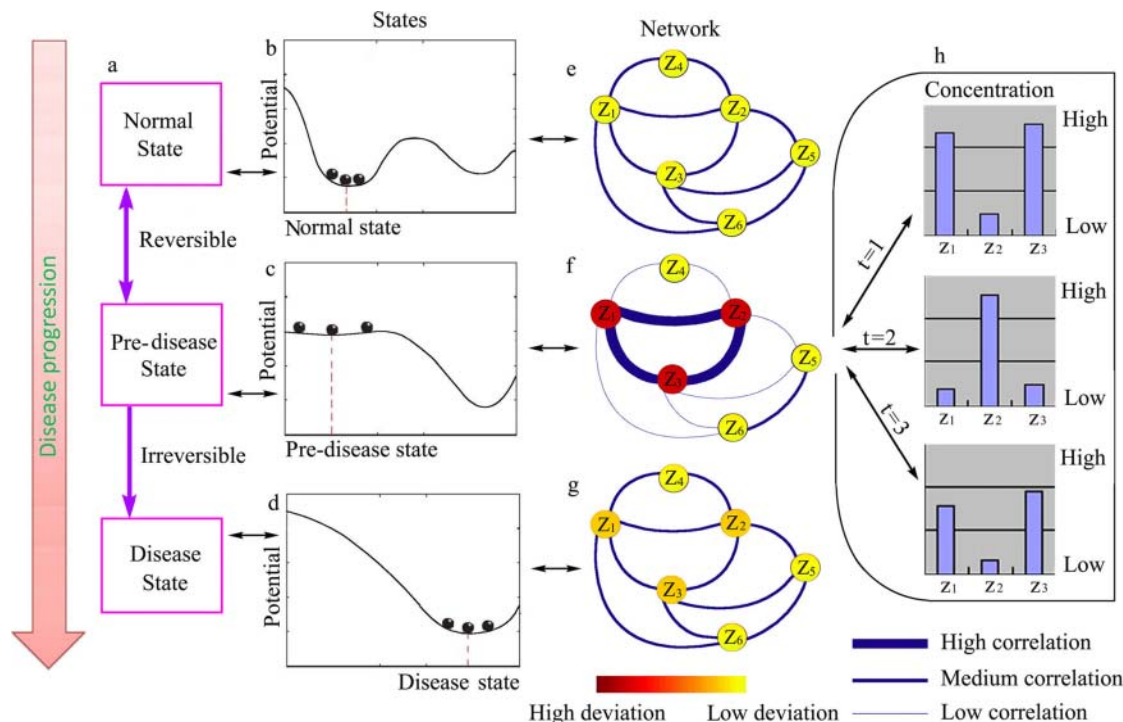 States
Network
a
b
e
h
Concentration
Normal
State
Potential
Normal state
Z4
Z1
Z2
Z5
Z3
Z6
High
Low
Z1 Z2 Z3
Reversible
c
f
Pre-disease
State
Potential
Pre-disease state
Z4
Z1
Z2
Z5
Z3
Z6
t=1
t=2
t=3
High
Low
Z1 Z2 Z3
Irreversible
d
g
Disease
State
Potential
Disease state
Z4
Z1
Z2
Z5
Z3
Z6
High
Low
Z1 Z2 Z3
Disease progression
High deviation
Low deviation
High correlation
Medium correlation
Low correlation